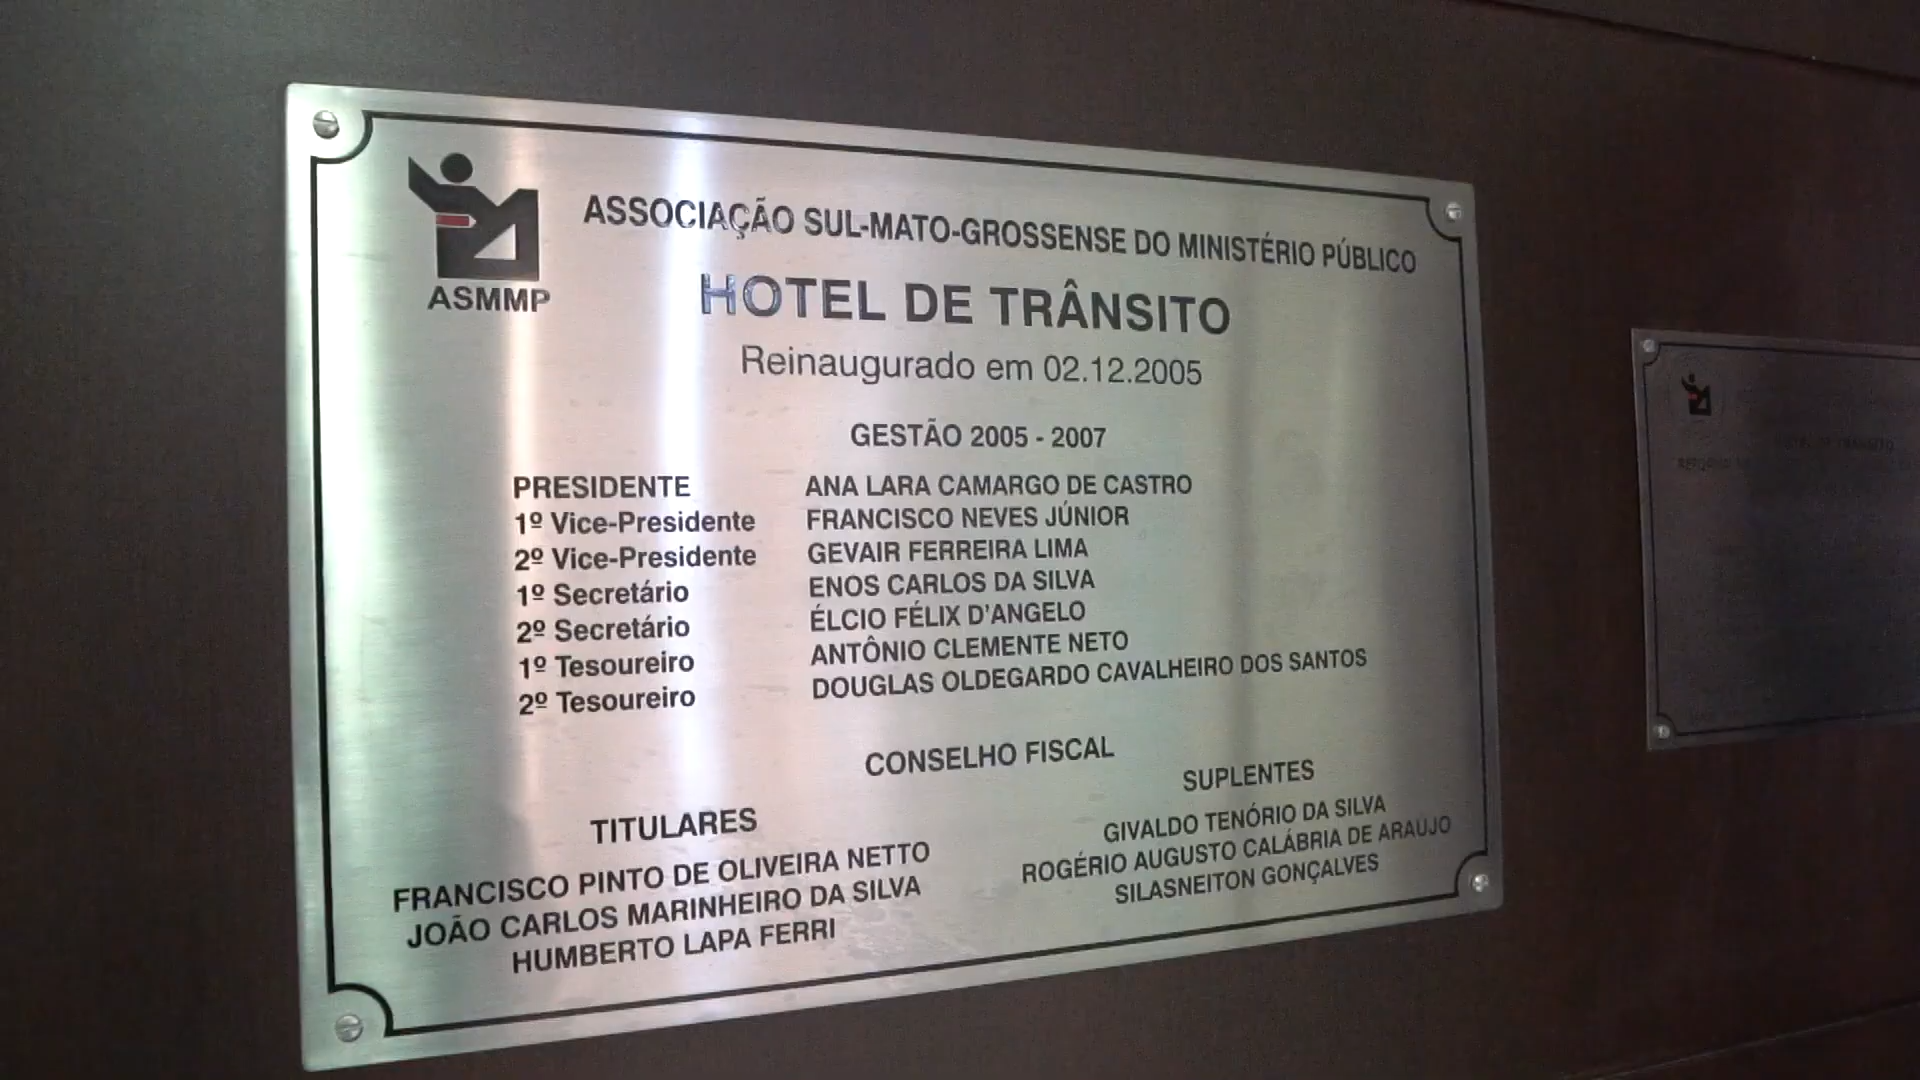 ASMMP
ASSOCIAÇÃO SUL-MATO-GROSSENSE DO MINISTÉRIO PÚBLICO
HOTEL DE TRÂNSITO
Reinaugurado em 02.12.2005
GESTÃO 2005 - 2007
PRESIDENTE ANA LARA CAMARGO DE CASTRO
1º Vice-Presidente FRANCISCO NEVES JÚNIOR
2º Vice-Presidente GEVAIR FERREIRA LIMA
1º Secretário ENOS CARLOS DA SILVA
2º Secretário ÉLCIO FÉLIX D'ANGELO
1º Tesoureiro ANTÔNIO CLEMENTE NETO
2º Tesoureiro DOUGLAS OLDEGARDO CAVALHEIRO DOS SANTOS
CONSELHO FISCAL
TITULARES
FRANCISCO PINTO DE OLIVEIRA NETTO
JOÃO CARLOS MARINHEIRO DA SILVA
HUMBERTO LAPA FERRI
SUPLENTES
GIVALDO TENÓRIO DA SILVA
ROGÉRIO AUGUSTO CALÁBRIA DE ARAÚJO
SILASNEITON GONÇALVES
HOTEL DE TRÂNSITO